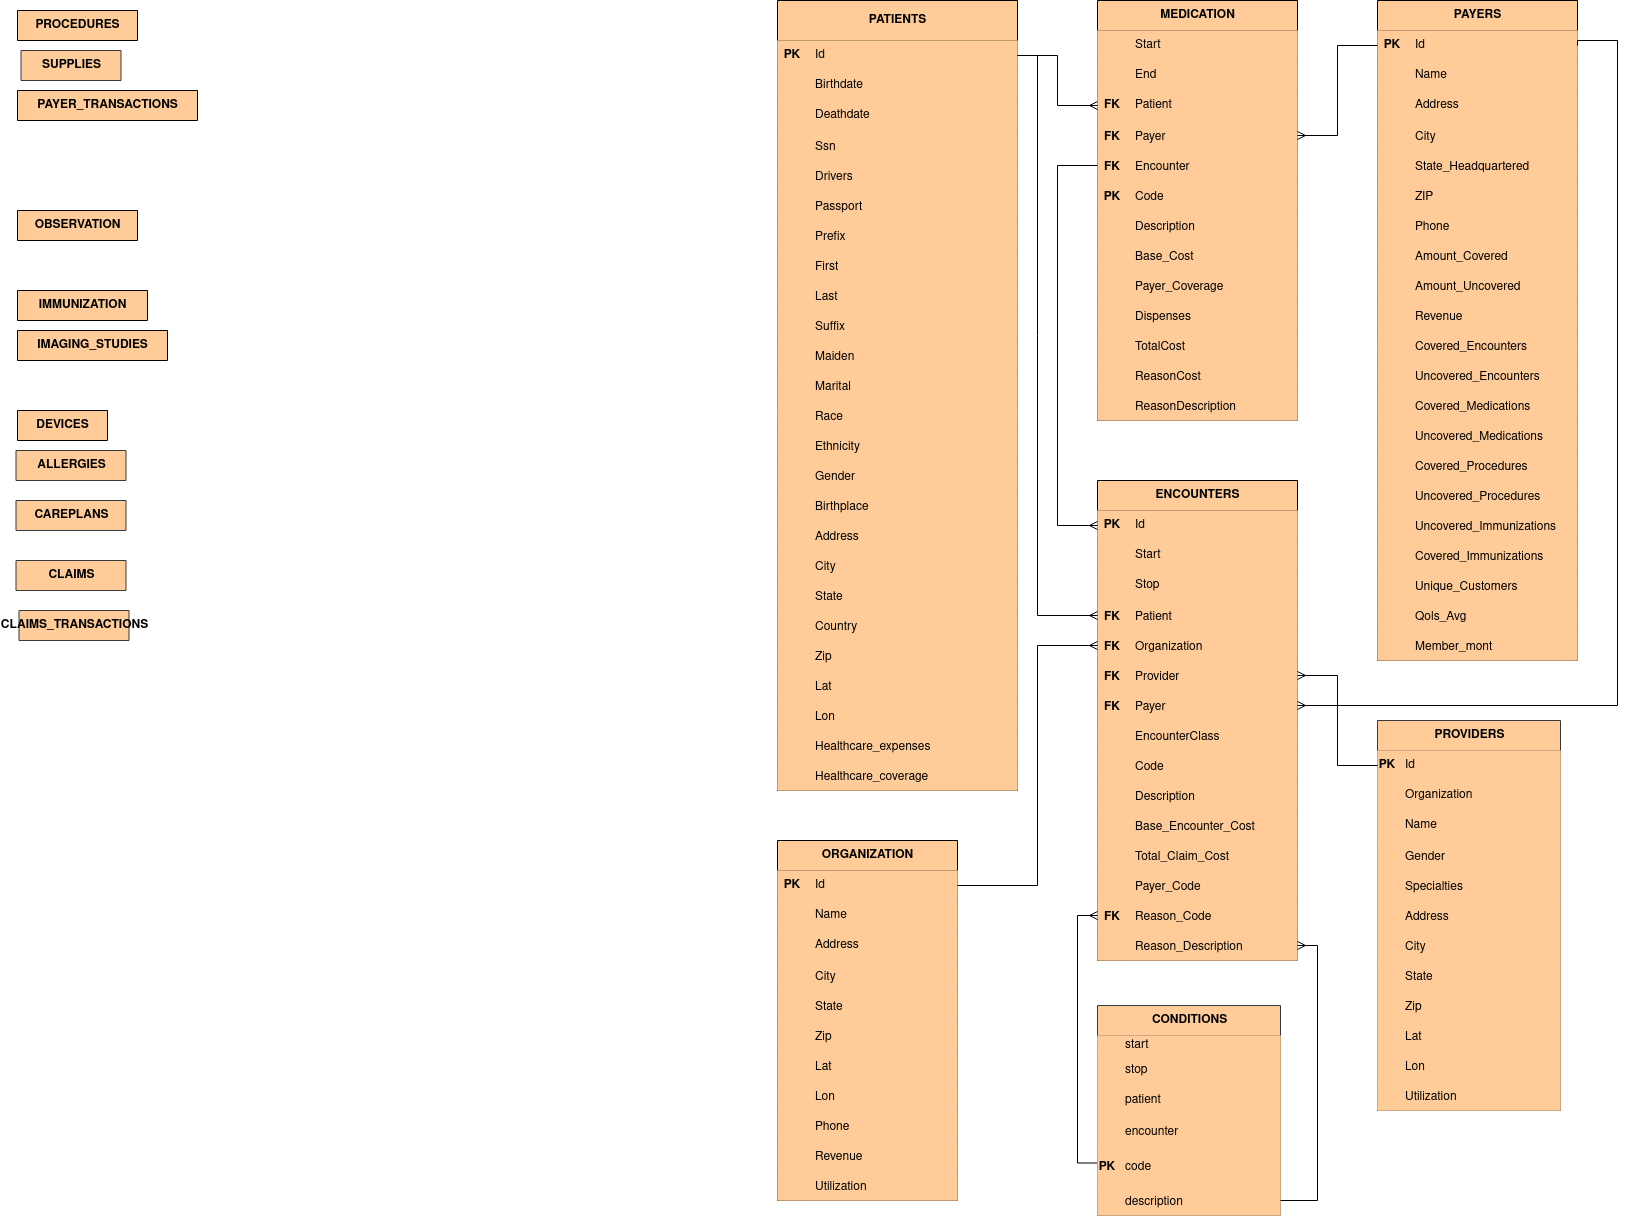 PROCEDURES
SUPPLIES
PAYER_TRANSACTIONS
OBSERVATION
IMMUNIZATION
IMAGING_STUDIES
DEVICES
ALLERGIES
CAREPLANS
CLAIMS
CLAIMS_TRANSACTIONS
PATIENTS
PK Id
Birthdate
Deathdate
Ssn
Drivers
Passport
Prefix
First
Last
Suffix
Maiden
Marital
Race
Ethnicity
Gender
Birthplace
Address
City
State
Country
Zip
Lat
Lon
Healthcare_expenses
Healthcare_coverage
ORGANIZATION
PK Id
Name
Address
City
State
Zip
Lat
Lon
Phone
Revenue
Utilization
MEDICATION
Start
End
FK Patient
FK Payer
FK Encounter
PK Code
Description
Base_Cost
Payer_Coverage
Dispenses
TotalCost
ReasonCost
ReasonDescription
ENCOUNTERS
PK Id
Start
Stop
FK Patient
FK Organization
FK Provider
FK Payer
EncounterClass
Code
Description
Base_Encounter_Cost
Total_Claim_Cost
Payer_Code
FK Reason_Code
Reason_Description
CONDITIONS
start
stop
patient
encounter
PK code
description
PAYERS
PK Id
Name
Address
City
State_Headquartered
ZIP
Phone
Amount_Covered
Amount_Uncovered
Revenue
Covered_Encounters
Uncovered_Encounters
Covered_Medications
Uncovered_Medications
Covered_Procedures
Uncovered_Procedures
Uncovered_Immunizations
Covered_Immunizations
Unique_Customers
Qols_Avg
Member_mont
PROVIDERS
PK Id
Organization
Name
Gender
Specialties
Address
City
State
Zip
Lat
Lon
Utilization